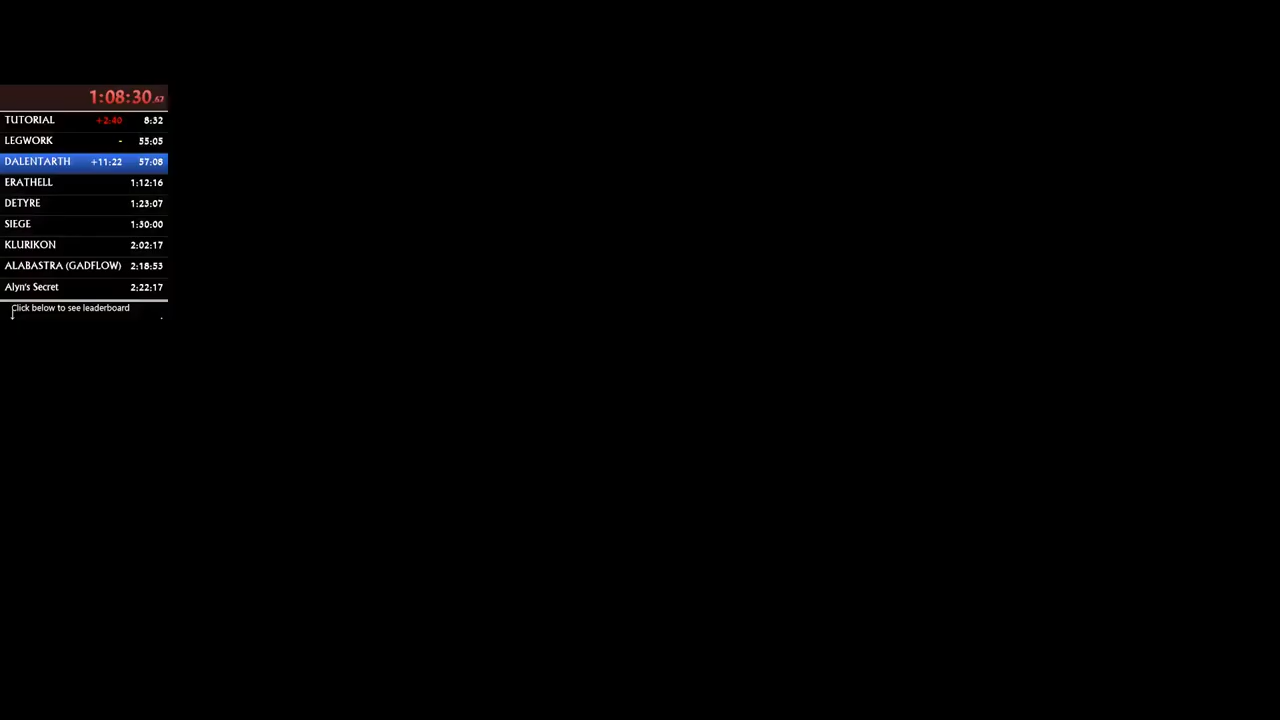 1:08:30.67
TUTORIAL +2:40 8:32
LEGWORK - 55:05
DALENTARTH +11:22 57:08
ERATHELL 1:12:16
DETYRE 1:23:07
SIEGE 1:30:00
KLURIKON 2:02:17
ALABASTRA (GADFLOW) 2:18:53
Alyn's Secret 2:22:17
Click below to see leaderboard
↓ .